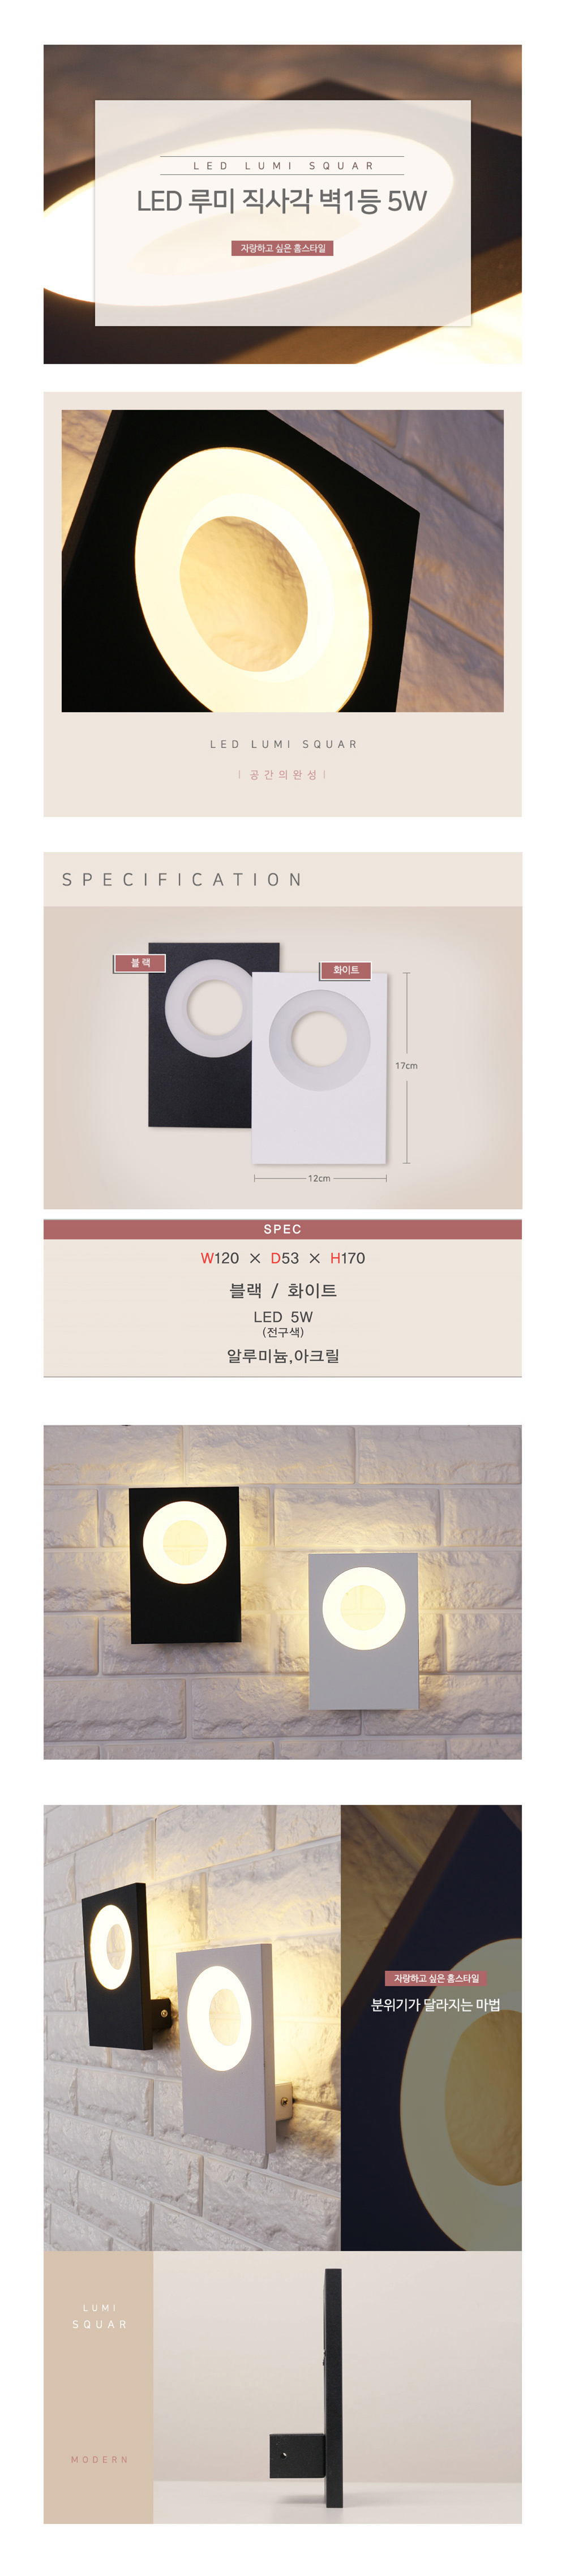 LED LUMI SQUAR
LED 루미 직사각 벽1등 5W
자랑하고 싶은 홈스타일
LED LUMI SQUAR
| 공간의완성 |
SPECIFICATION
블랙
화이트
17cm
12cm
SPEC
W120 × D53 × H170
블랙 / 화이트
LED 5W
(전구색)
알루미늄,아크릴
자랑하고 싶은 홈스타일
분위기가 달라지는 마법
LUMI
SQUAR
MODERN